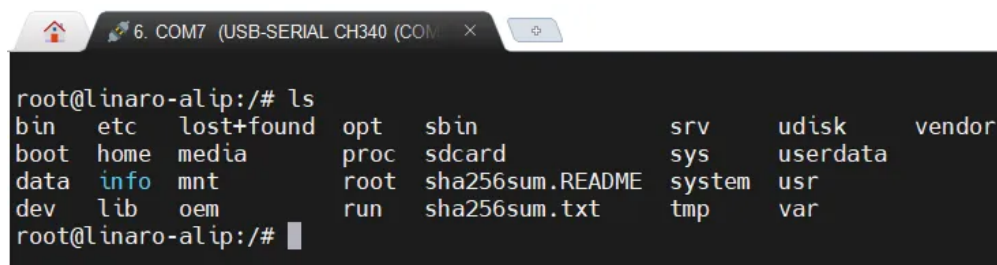 6. COM7 (USB-SERIAL CH340 (COM
root@linaro-alip:/# ls
bin etc lost+found opt sbin srv udisk vendor
boot home media proc sdcard sys userdata
data info mnt root sha256sum.README system usr
dev lib oem run sha256sum.txt tmp var
root@linaro-alip:/#